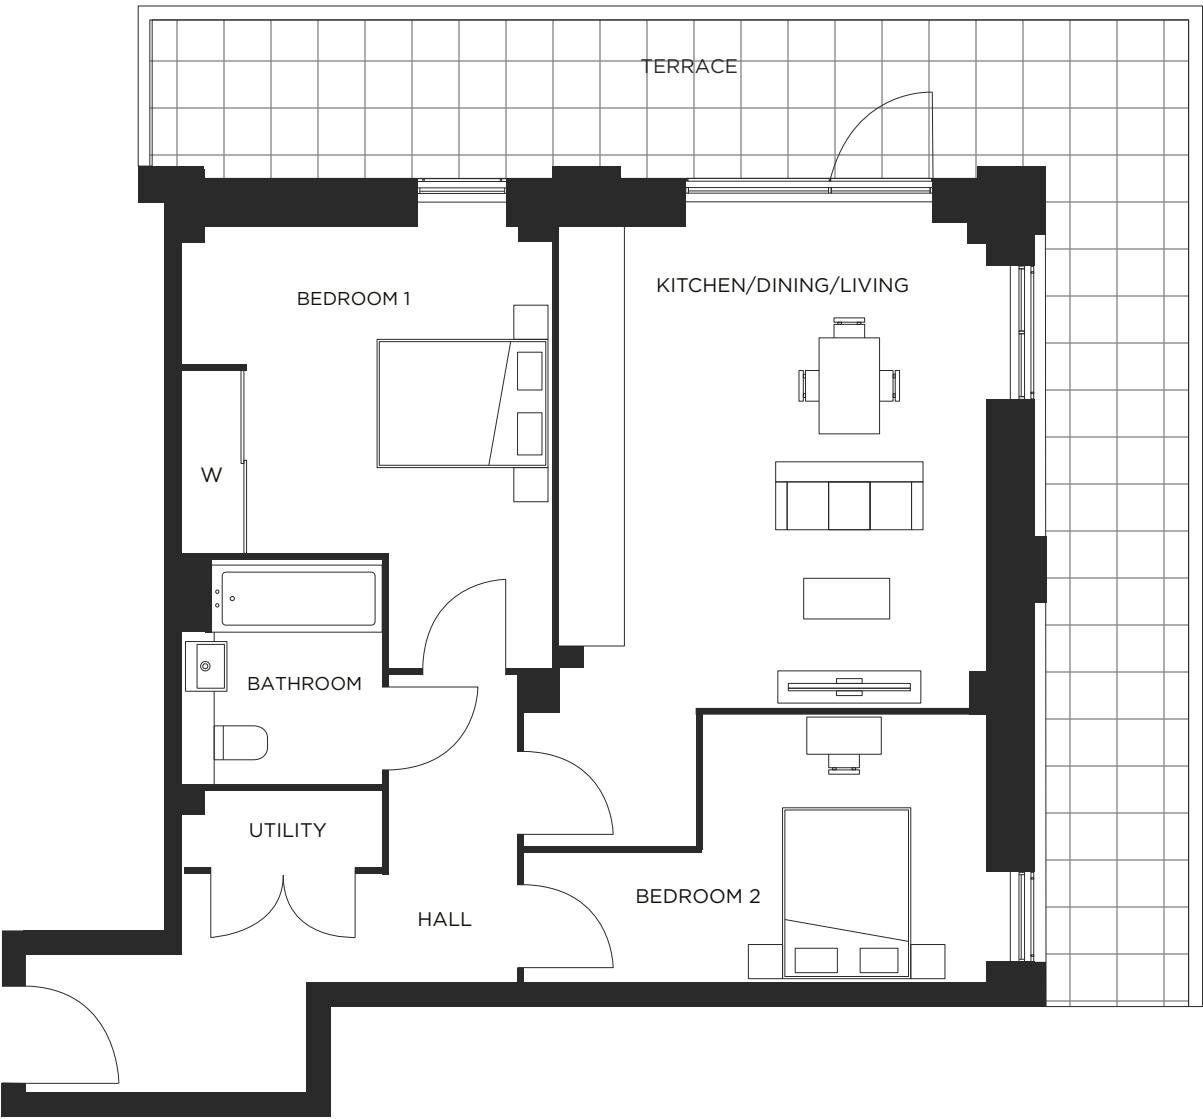 TERRACE
KITCHEN/DINING/LIVING
BEDROOM 1
W
BATHROOM
UTILITY
BEDROOM 2
HALL